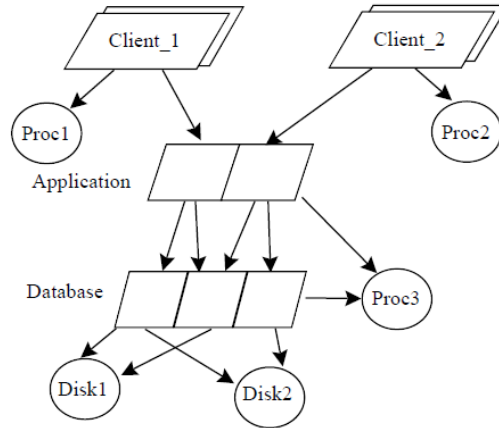 Client_1
Client_2
Proc1
Proc2
Application
Database
Proc3
Disk1
Disk2